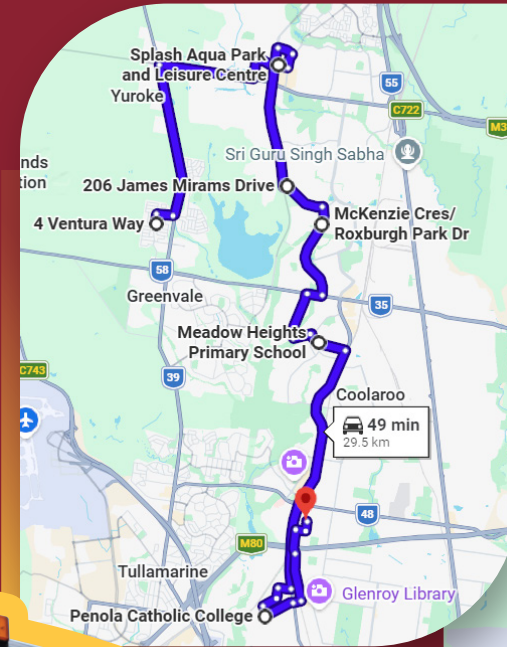 Splash Aqua Park
and Leisure Centre
Yuroke
55
C722
M3
Sri Guru Singh Sabha
nds
tion
206 James Mirams Drive
4 Ventura Way
McKenzie Cres/
Roxburgh Park Dr
58
Greenvale
35
Meadow Heights
Primary School
C743
39
Coolaroo
49 min
29.5 km
48
M80
Tullamarine
Glenroy Library
Penola Catholic College